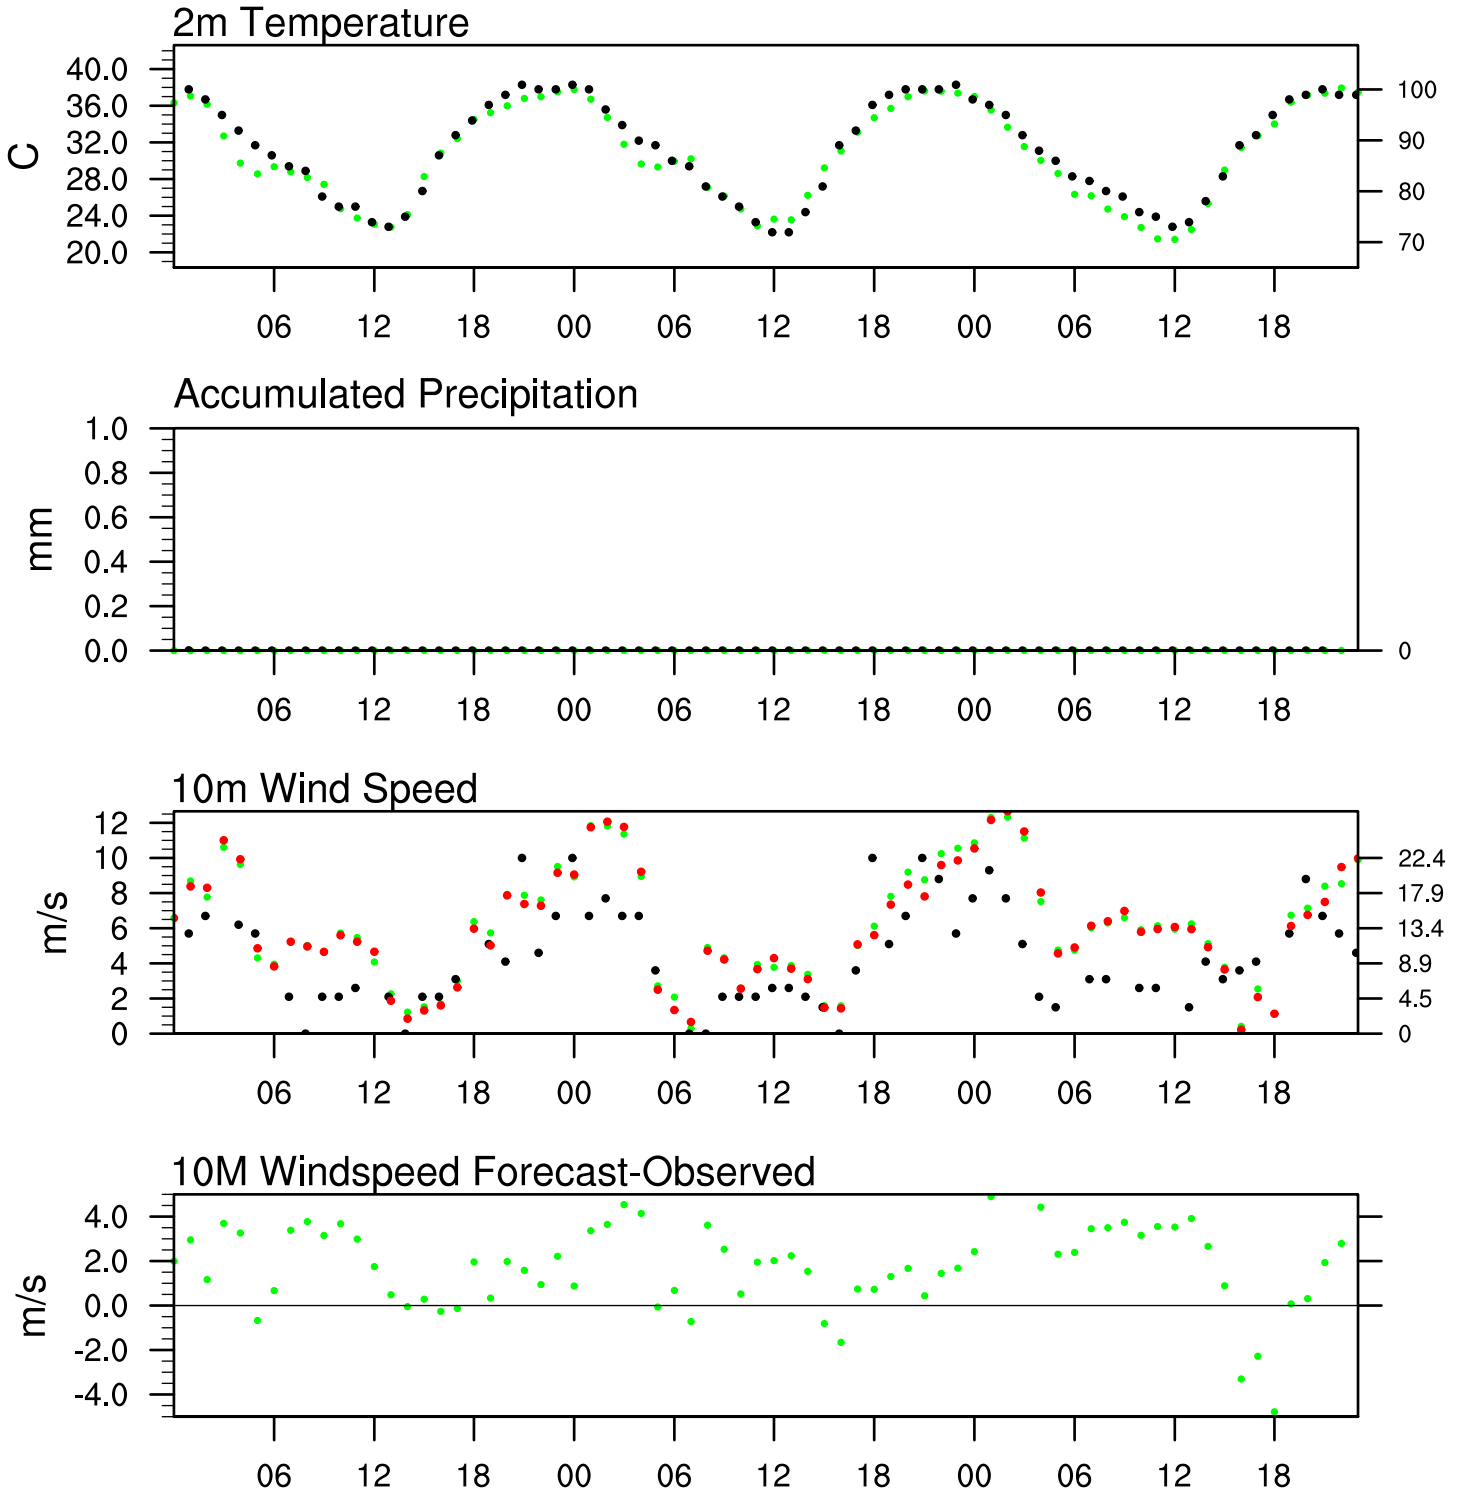 2m Temperature
40.0
36.0
32.0
28.0
24.0
20.0
C
100
90
80
70
06 12 18 00 06 12 18 00 06 12 18
Accumulated Precipitation
1.0
0.8
0.6
0.4
0.2
0.0
mm
0
06 12 18 00 06 12 18 00 06 12 18
10m Wind Speed
12
10
8
6
4
2
0
m/s
22.4
17.9
13.4
8.9
4.5
0
06 12 18 00 06 12 18 00 06 12 18
10M Windspeed Forecast-Observed
4.0
2.0
0.0
-2.0
-4.0
m/s
06 12 18 00 06 12 18 00 06 12 18